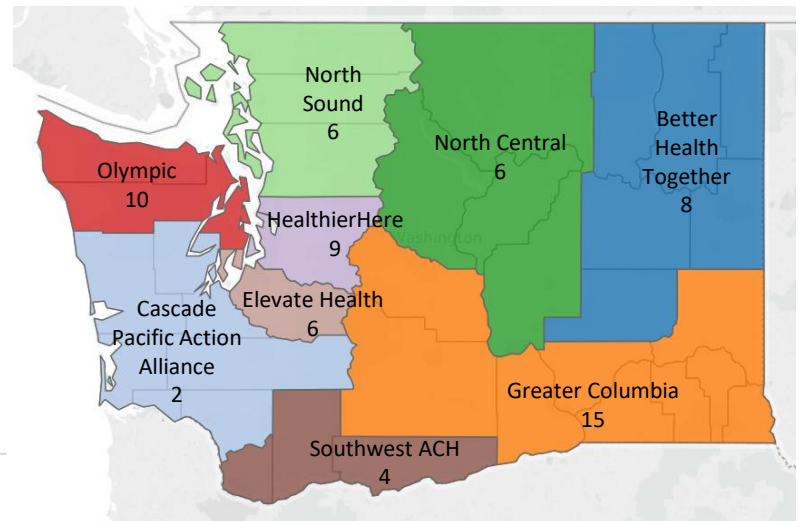 North
Sound
6
North Central
6
Better
Health
Together
8
Olympic
10
HealthierHere
9
Washington
Elevate Health
6
Cascade
Pacific Action
Alliance
2
Greater Columbia
15
Southwest ACH
4